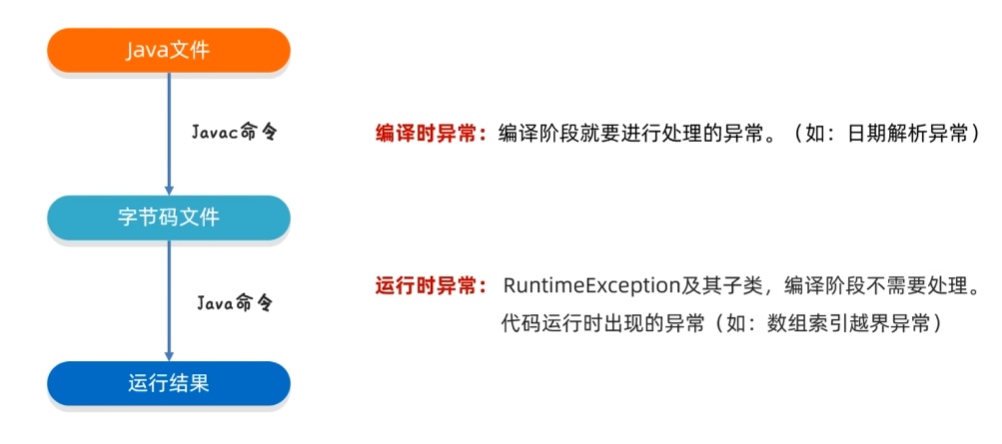 Java文件
Javac命令
编译时异常：编译阶段就要进行处理的异常。（如：日期解析异常）
字节码文件
Java命令
运行时异常： RuntimeException及其子类，编译阶段不需要处理。
代码运行时出现的异常（如：数组索引越界异常）
运行结果